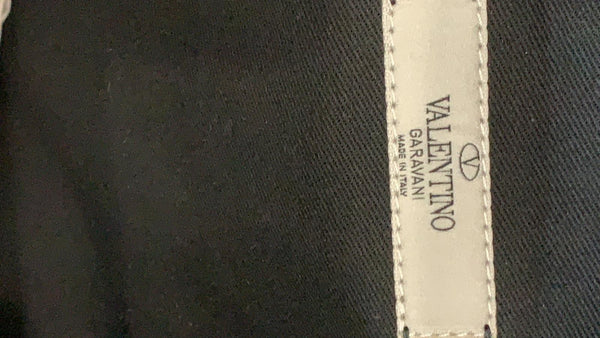 V
VALENTINO
GARAVANI
MADE IN ITALY